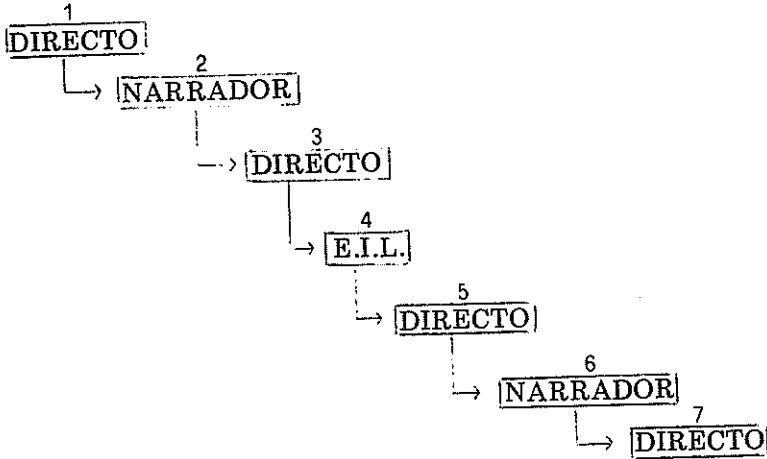 1
DIRECTO
2
NARRADOR
3
DIRECTO
4
E.I.L.
5
DIRECTO
6
NARRADOR
7
DIRECTO